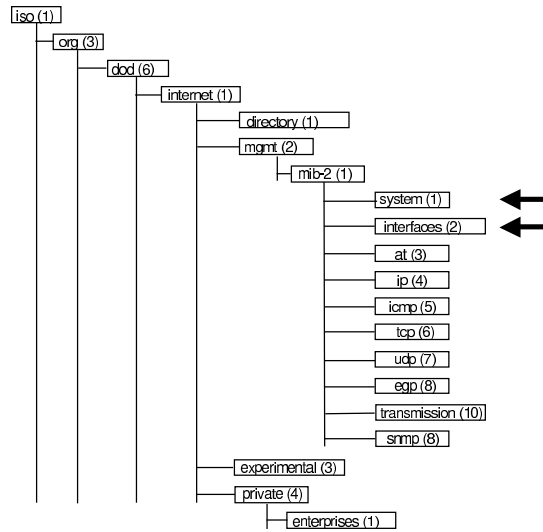 iso (1)
org (3)
dod (6)
internet (1)
directory (1)
mgmt (2)
mib-2 (1)
system (1)
interfaces (2)
at (3)
ip (4)
icmp (5)
tcp (6)
udp (7)
egp (8)
transmission (10)
snmp (8)
experimental (3)
private (4)
enterprises (1)